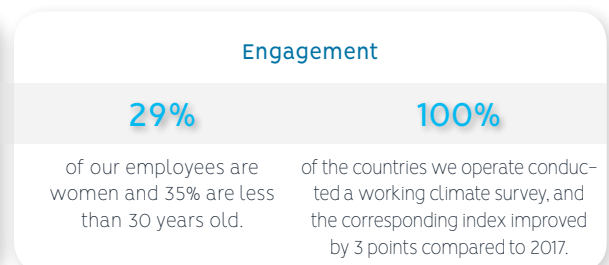 Engagement
29%
of our employees are
women and 35% are less
than 30 years old.
100%
of the countries we operate conduc-
ted a working climate survey, and
the corresponding index improved
by 3 points compared to 2017.